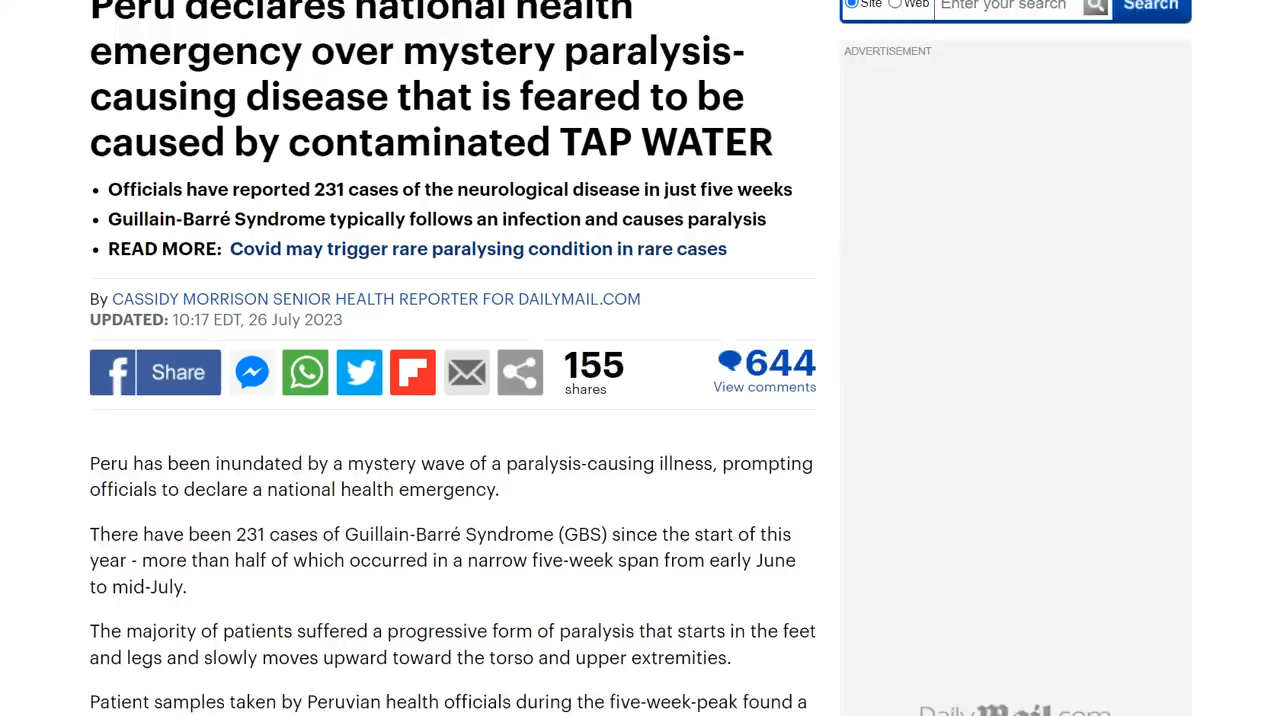 Peru declares national health
emergency over mystery paralysis-
causing disease that is feared to be
caused by contaminated TAP WATER
• Officials have reported 231 cases of the neurological disease in just five weeks
• Guillain-Barré Syndrome typically follows an infection and causes paralysis
• READ MORE: Covid may trigger rare paralysing condition in rare cases
By CASSIDY MORRISON SENIOR HEALTH REPORTER FOR DAILYMAIL.COM
UPDATED: 10:17 EDT, 26 July 2023
Share
155
shares
644
View comments
Peru has been inundated by a mystery wave of a paralysis-causing illness, prompting
officials to declare a national health emergency.
There have been 231 cases of Guillain-Barré Syndrome (GBS) since the start of this
year - more than half of which occurred in a narrow five-week span from early June
to mid-July.
The majority of patients suffered a progressive form of paralysis that starts in the feet
and legs and slowly moves upward toward the torso and upper extremities.
Patient samples taken by Peruvian health officials during the five-week-peak found a
Site Web Enter your search Search
ADVERTISEMENT
DailyMail.com